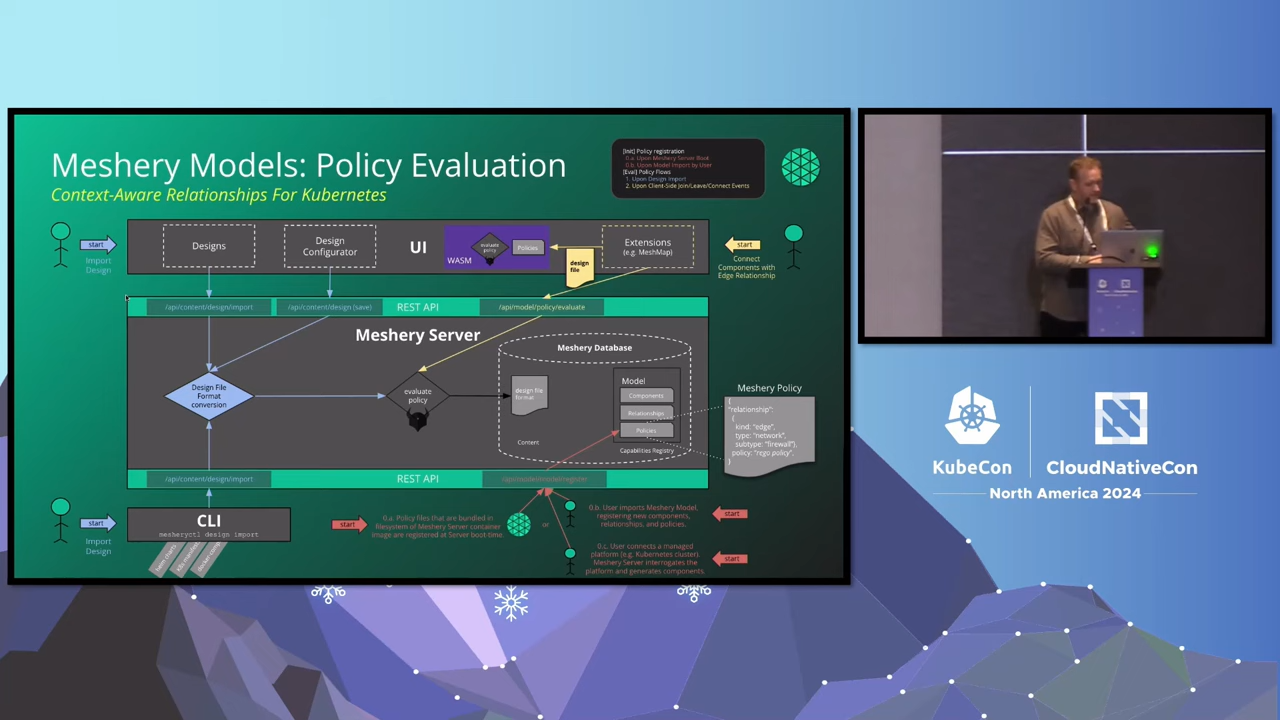 Meshery Models: Policy Evaluation
Context-Aware Relationships For Kubernetes
[Init] Policy registration
0.a. Upon Meshery Server Boot
0.b. Upon Model Import by User
[Eval] Policy Flows
1. Upon Design Import
2. Upon Client-Side Join/Leave/Connect Events
start
Import
Design
Designs
Design
Configurator
UI
WASM
evaluate
policy
Policies
design
file
Extensions
(e.g. MeshMap)
start
Connect
Components with
Edge Relationship
/api/content/design/import
/api/content/design (save)
REST API
/api/model/policy/evaluate
Meshery Server
Meshery Database
Design File
Format
conversion
evaluate
policy
design file
format
Content
Model
Components
Relationships
Policies
Capabilities Registry
Meshery Policy
{
"relationship":
{
kind: "edge",
type: "network",
subtype: "firewall"},
policy: "rego policy",
}
/api/content/design/import
REST API
/api/model/model/register
start
Import
Design
CLI
mesheryctl design import
start
0.a. Policy files that are bundled in
filesystem of Meshery Server container
image are registered at Server boot-time.
or
0.b. User imports Meshery Model,
registering new components,
relationships, and policies.
start
0.c. User connects a managed
platform (e.g. Kubernetes cluster).
Meshery Server interrogates the
platform and generates components.
start
KubeCon
CloudNativeCon
North America 2024